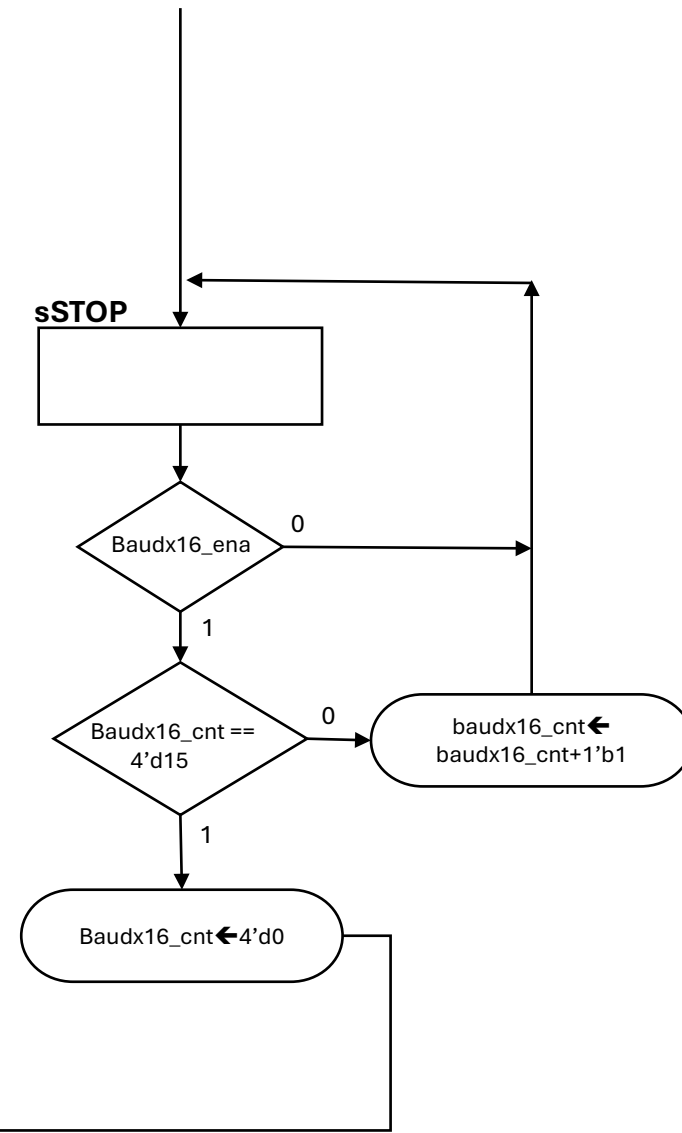 sSTOP
0
Baudx16_ena
1
Baudx16_cnt ==
4’d15
0
baudx16_cnt🡰
baudx16_cnt+1’b1
1
Baudx16_cnt🡰4’d0